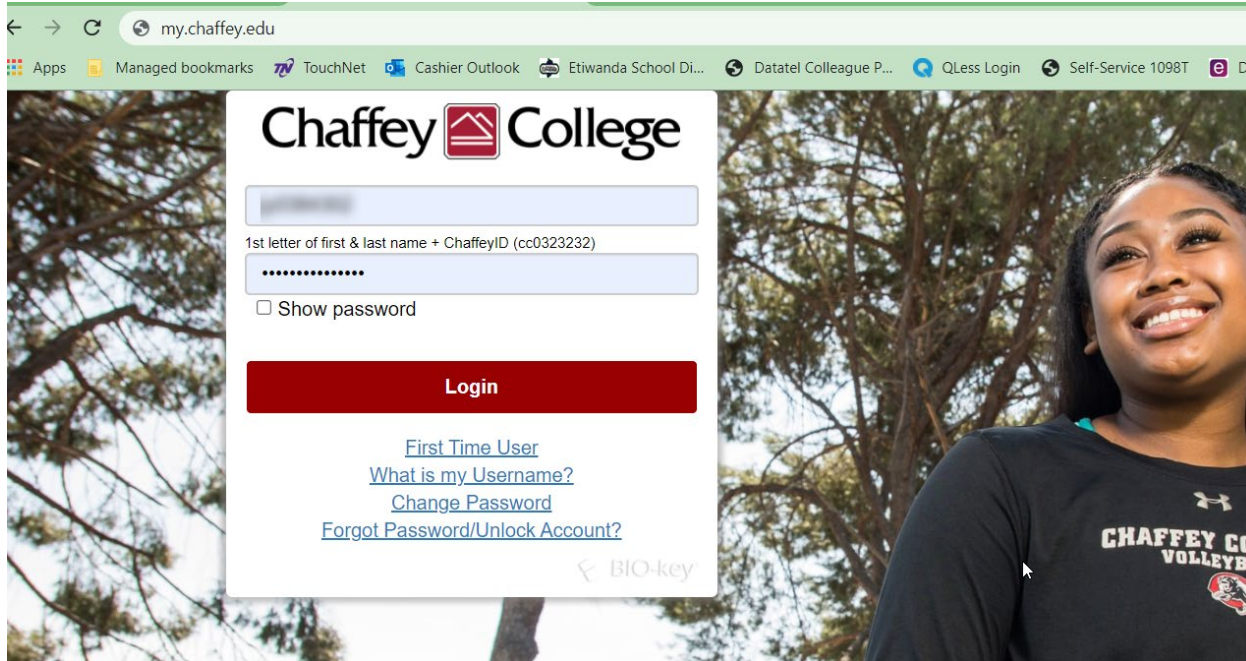 my.chaffey.edu
Apps Managed bookmarks TouchNet Cashier Outlook Etiwanda School Di... Datatel Colleague P... QLess Login Self-Service 1098T
Chaffey College
1st letter of first & last name + ChaffeyID (cc0323232)
Show password
Login
First Time User
What is my Username?
Change Password
Forgot Password/Unlock Account?
BIO-key
CHAFFEY CO
VOLLEYB